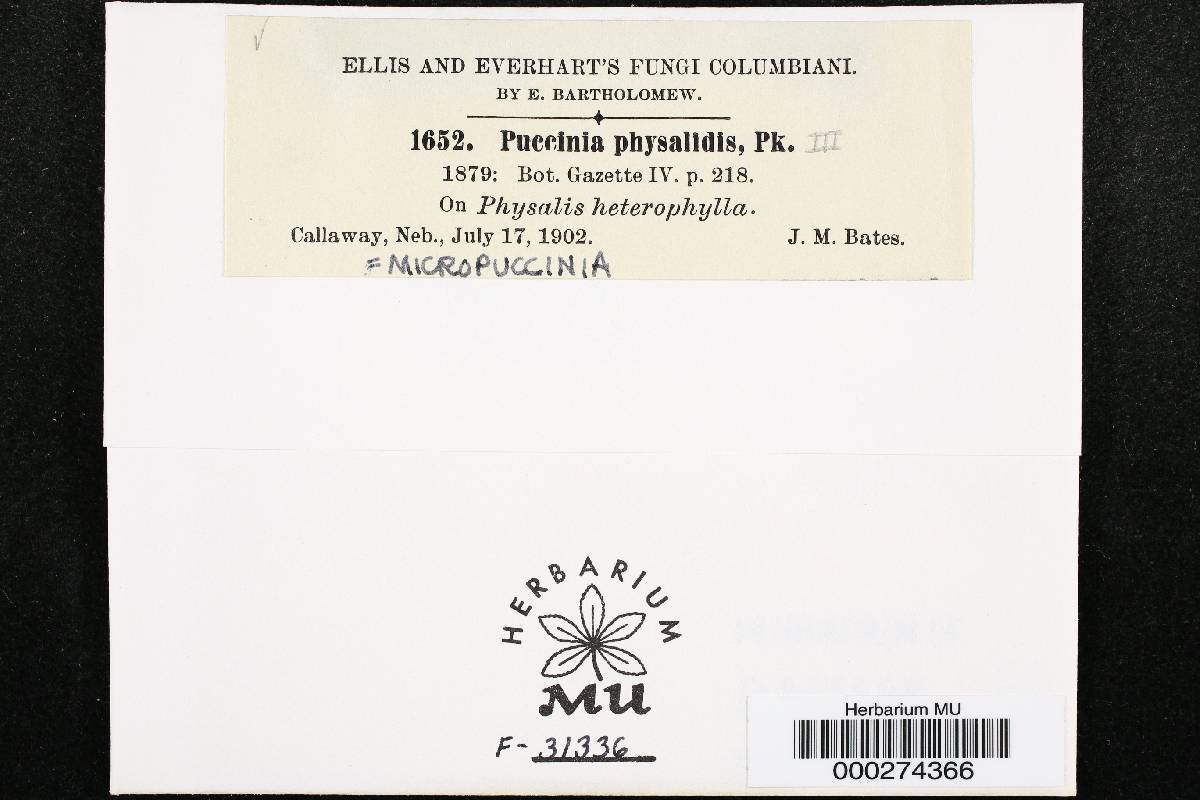 ELLIS AND EVERHART'S FUNGI COLUMBIANI.
BY E. BARTHOLOMEW.
1652. Puccinia physalidis, Pk. III
1879: Bot. Gazette IV. p. 218.
On Physalis heterophylla.
Callaway, Neb., July 17, 1902. J. M. Bates.
= MICROPUCCINIA
HERBARIUM
MU
F-31336
Herbarium MU
000274366